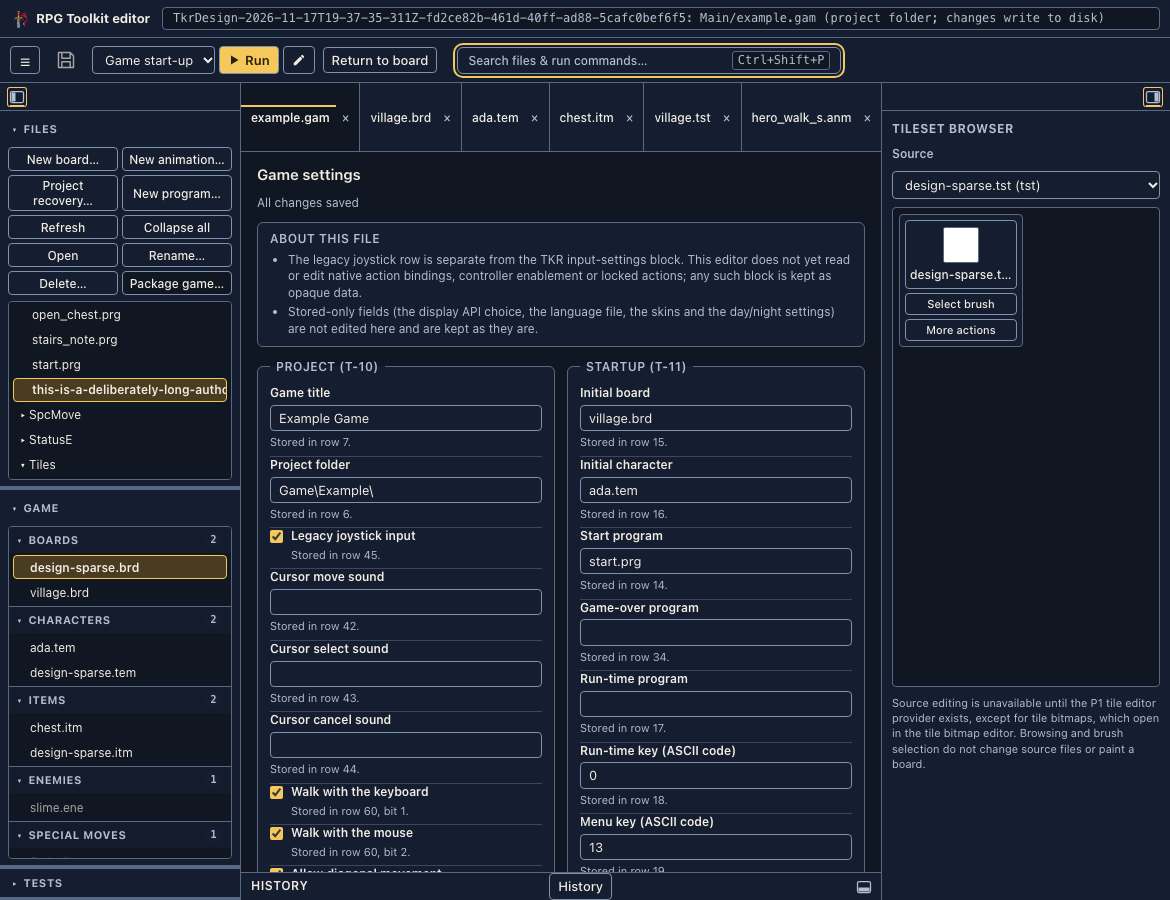 RPG Toolkit editor
TkrDesign-2026-11-17T19-37-35-311Z-fd2ce82b-461d-40ff-ad88-5cafc0bef6f5: Main/example.gam (project folder; changes write to disk)
Game start-up
Run
Return to board
Search files & run commands…
Ctrl+Shift+P
FILES
New board…
New animation…
Project recovery…
New program…
Refresh
Collapse all
Open
Rename…
Delete…
Package game…
open_chest.prg
stairs_note.prg
start.prg
this-is-a-deliberately-long-autho
SpcMove
StatusE
Tiles
GAME
BOARDS 2
design-sparse.brd
village.brd
CHARACTERS 2
ada.tem
design-sparse.tem
ITEMS 2
chest.itm
design-sparse.itm
ENEMIES 1
slime.ene
SPECIAL MOVES 1
TESTS
example.gam ×
village.brd ×
ada.tem ×
chest.itm ×
village.tst ×
hero_walk_s.anm ×
Game settings
All changes saved
ABOUT THIS FILE
• The legacy joystick row is separate from the TKR input-settings block. This editor does not yet read
or edit native action bindings, controller enablement or locked actions; any such block is kept as
opaque data.
• Stored-only fields (the display API choice, the language file, the skins and the day/night settings)
are not edited here and are kept as they are.
PROJECT (T-10)
Game title
Example Game
Stored in row 7.
Project folder
Game\Example\
Stored in row 6.
Legacy joystick input
Stored in row 45.
Cursor move sound
Stored in row 42.
Cursor select sound
Stored in row 43.
Cursor cancel sound
Stored in row 44.
Walk with the keyboard
Stored in row 60, bit 1.
Walk with the mouse
Stored in row 60, bit 2.
Allow diagonal movement
STARTUP (T-11)
Initial board
village.brd
Stored in row 15.
Initial character
ada.tem
Stored in row 16.
Start program
start.prg
Stored in row 14.
Game-over program
Stored in row 34.
Run-time program
Stored in row 17.
Run-time key (ASCII code)
0
Stored in row 18.
Menu key (ASCII code)
13
Stored in row 19.
HISTORY
History
TILESET BROWSER
Source
design-sparse.tst (tst)
design-sparse.t…
Select brush
More actions
Source editing is unavailable until the P1 tile editor
provider exists, except for tile bitmaps, which open
in the tile bitmap editor. Browsing and brush
selection do not change source files or paint a
board.